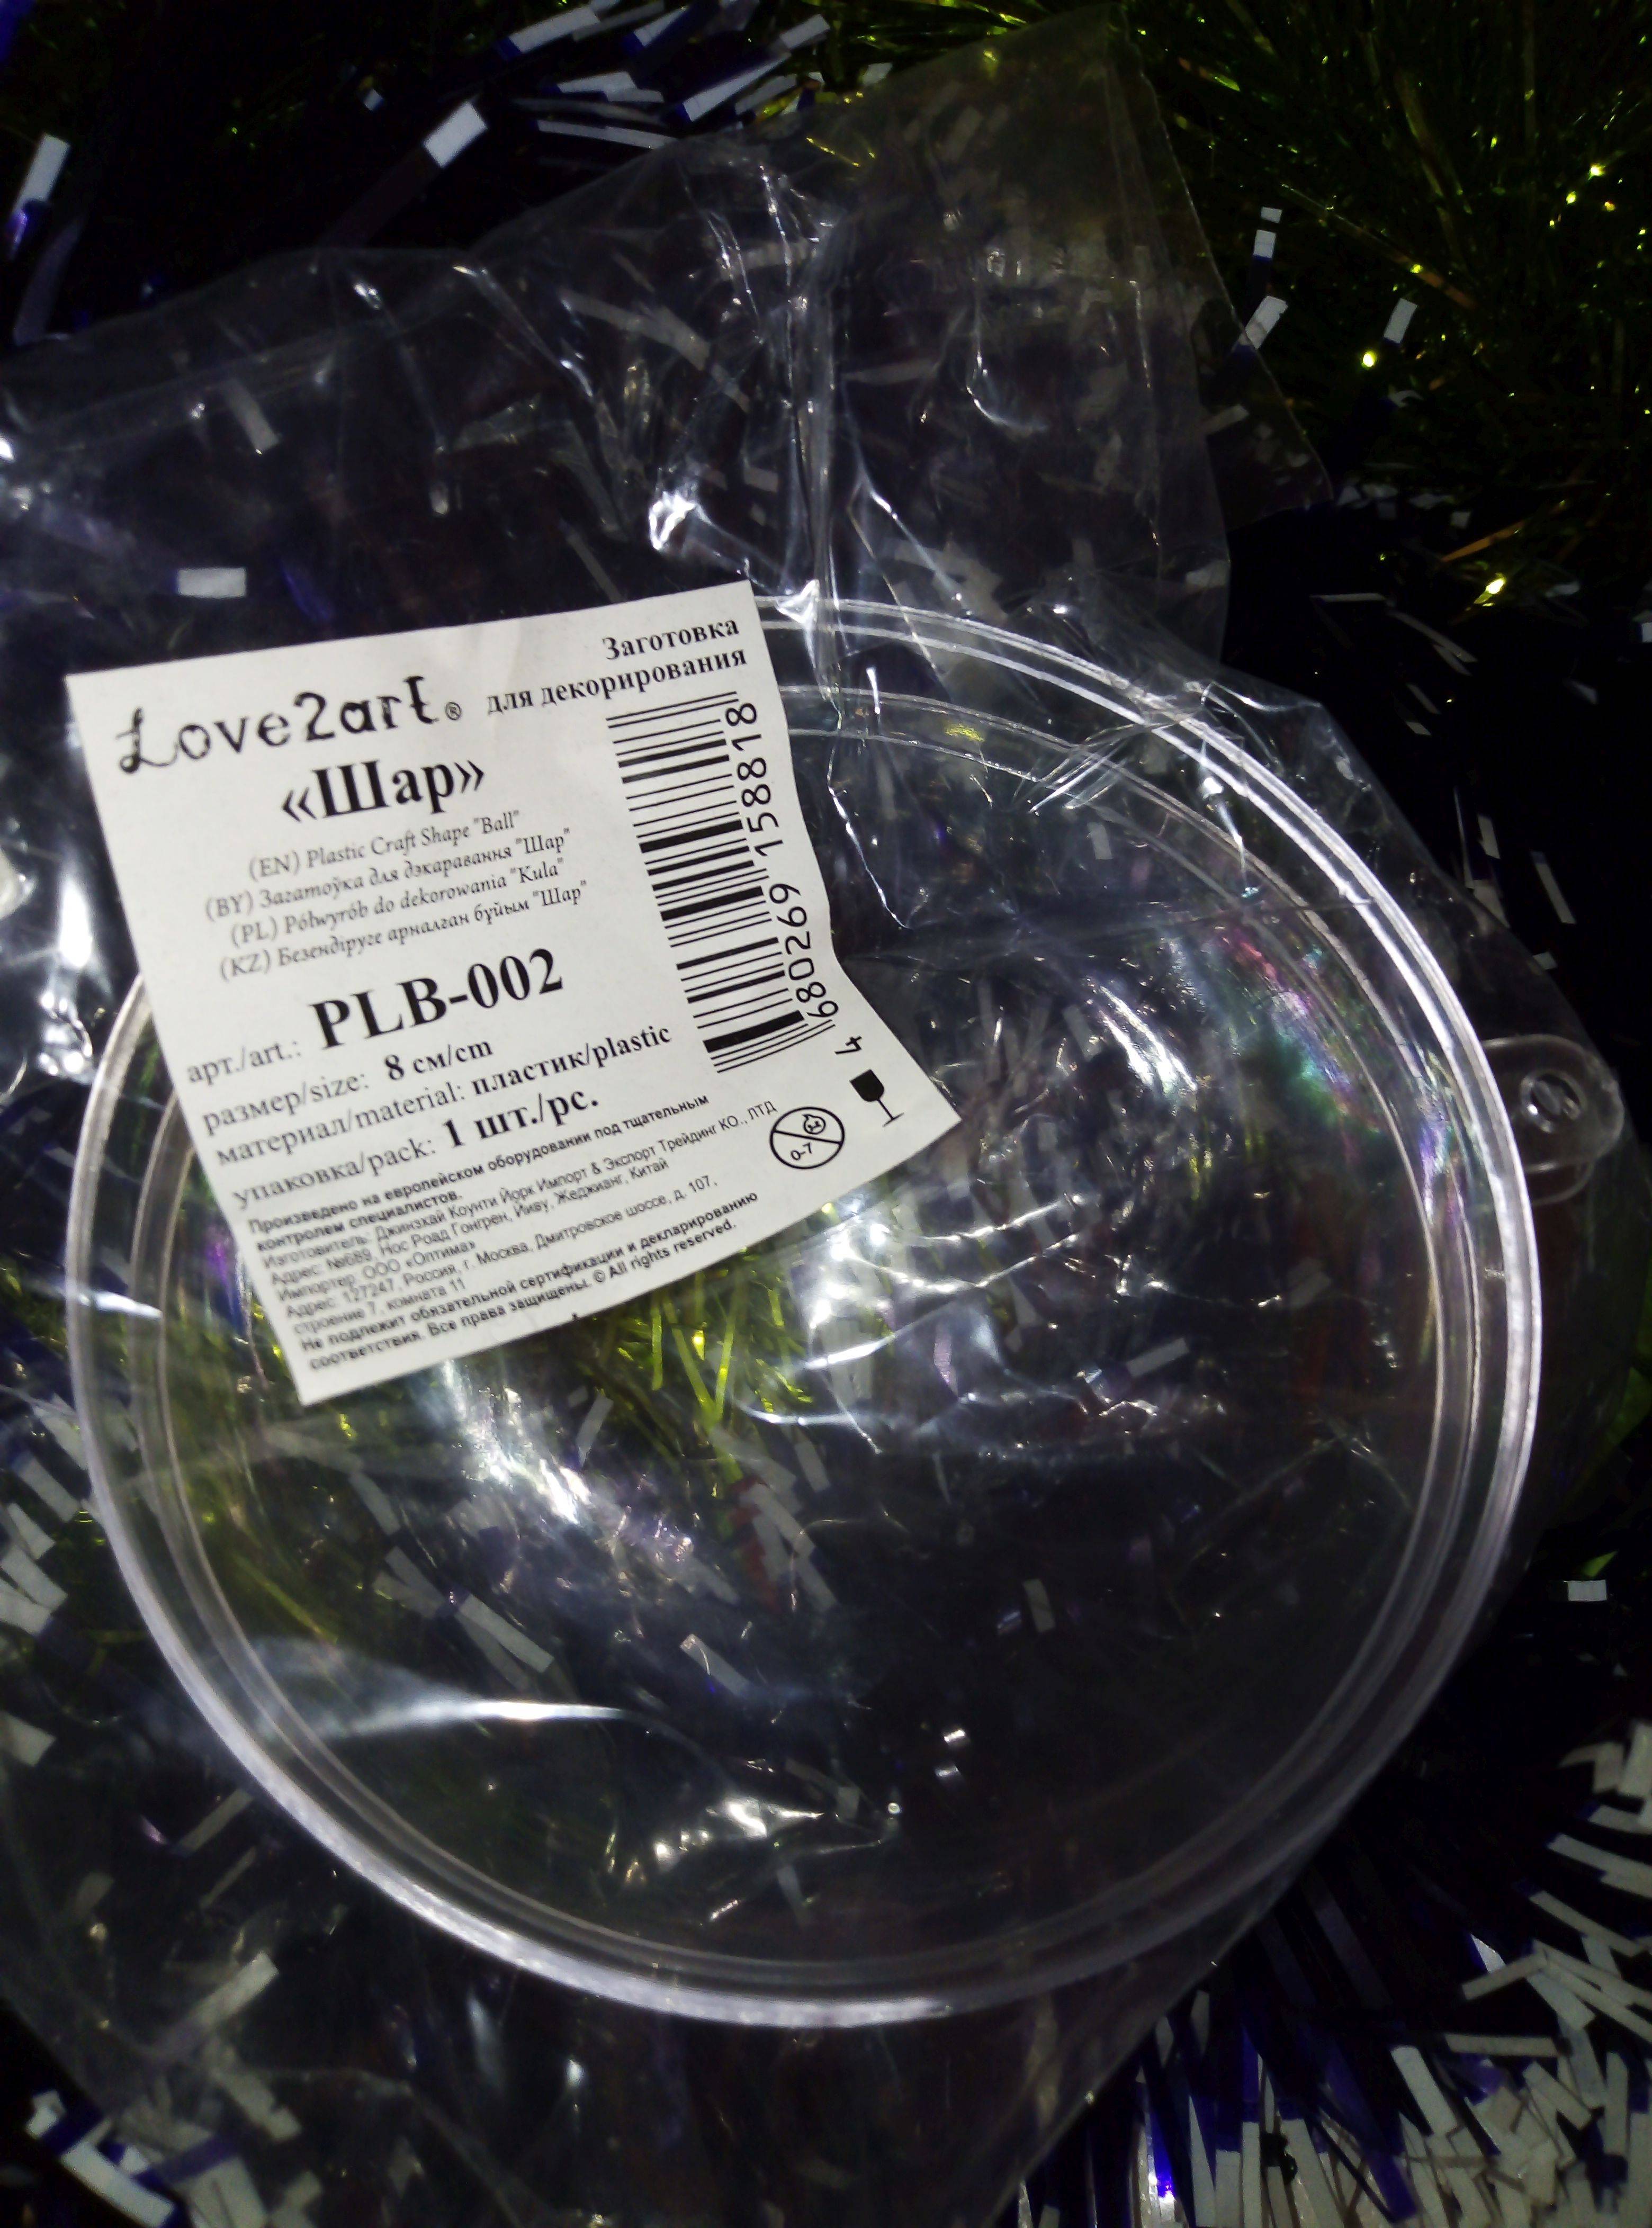 Заготовка
Love2art® для декорирования
«Шар»
(EN) Plastic Craft Shape "Ball"
(BY) Загатоўка для дэкаравання "Шар"
(PL) Półwyrób do dekorowania "Kula"
(KZ) Безендіруге арналған бұйым "Шар"
арт./art.: PLB-002
размер/size: 8 см/cm
материал/material: пластик/plastic
упаковка/pack: 1 шт./pc.
Произведено на европейском оборудовании под тщательным
контролем специалистов.
Изготовитель: Джинзхай Коунти Йорк Импорт & Экспорт Трейдинг КО., ЛТД
Адрес: №689, Нос Роад Гонгрен, Йиву, Жеджианг, Китай
Импортер: ООО «Оптима»
Адрес: 127247, Россия, г. Москва, Дмитровское шоссе, д. 107,
строение 7, комната 11
Не подлежит обязательной сертификации и декларированию
соответствия. Все права защищены. © All rights reserved.
4 680269 158818
0-7